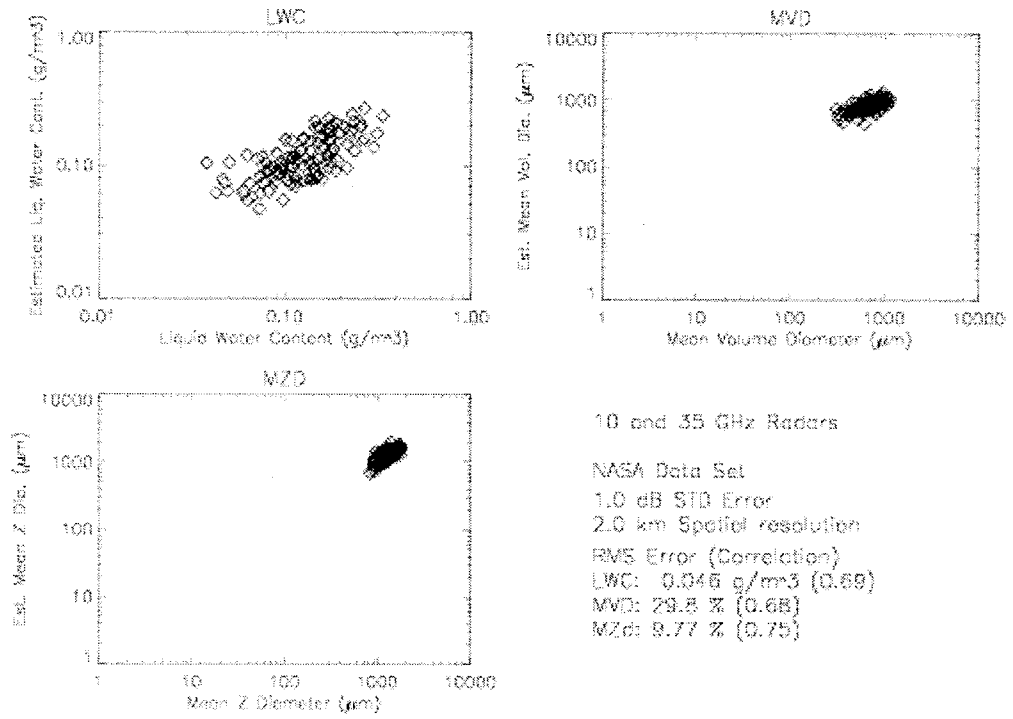 LWC
Estimated Liq. Water Cont. (g/m^3)
1.00
0.10
0.01
0.01 0.10 1.00
Liquid Water Content (g/m^3)
MVD
Est. Mean Vol. Dia. (μm)
10000
1000
100
10
1
1 10 100 1000 10000
Mean Volume Diameter (μm)
MZD
Est. Mean Z Dia. (μm)
10000
1000
100
10
1
1 10 100 1000 10000
Mean Z Diameter (μm)
10 and 35 GHz Radars
NASA Data Set
1.0 dB STD Error
2.0 km Spatial resolution
RMS Error (Correlation)
LWC: 0.046 g/m^3 (0.69)
MVD: 29.8 % (0.68)
MZd: 9.77 % (0.75)